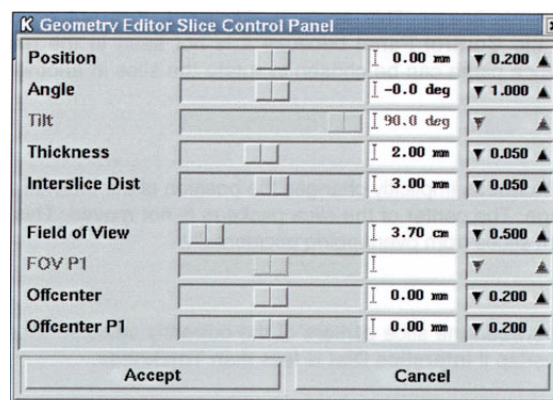 Geometry Editor Slice Control Panel
Position 0.00 mm 0.200
Angle -0.0 deg 1.000
Tilt 90.0 deg
Thickness 2.00 mm 0.050
Interslice Dist 3.00 mm 0.050
Field of View 3.70 cm 0.500
FOV P1
Offcenter 0.00 mm 0.200
Offcenter P1 0.00 mm 0.200
Accept Cancel